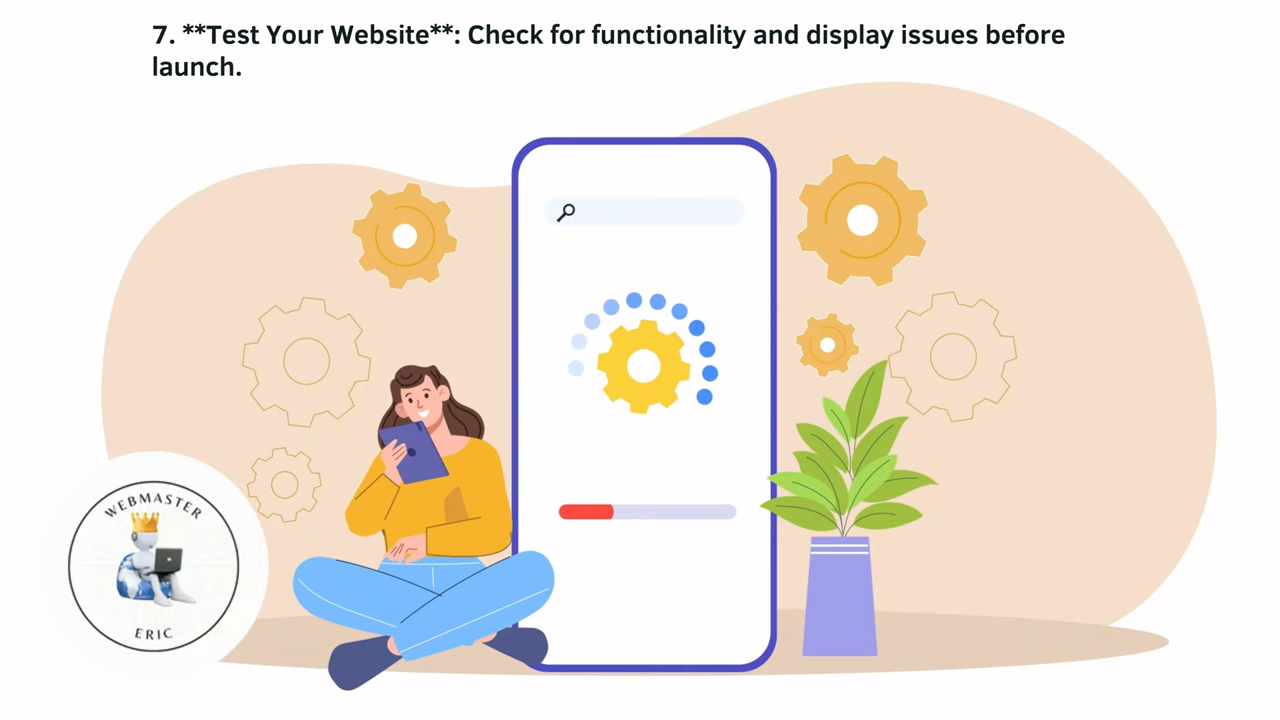 7. **Test Your Website**: Check for functionality and display issues before
launch.
WEBMASTER
ERIC